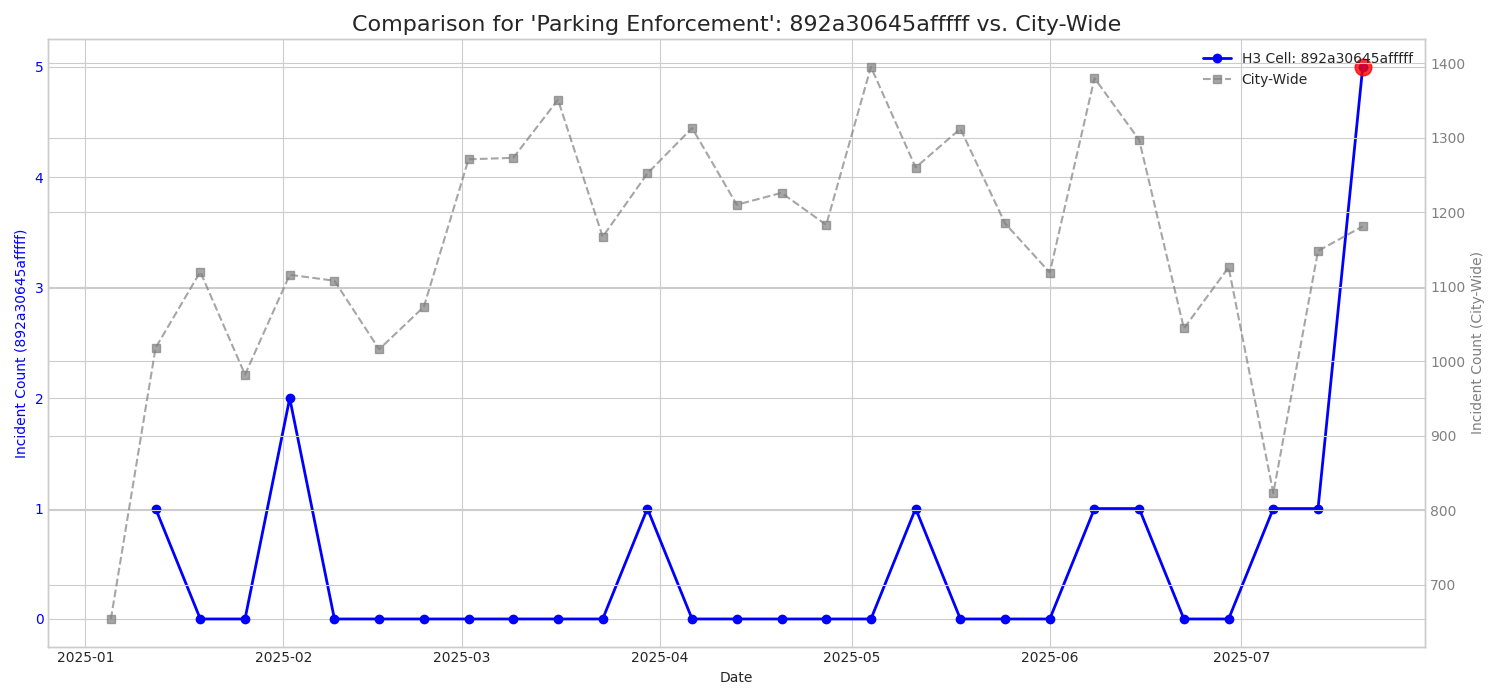 Comparison for 'Parking Enforcement': 892a30645afffff vs. City-Wide
H3 Cell: 892a30645afffff
City-Wide
Incident Count (892a30645afffff)
5
4
3
2
1
0
1400
1300
1200
1100
1000
900
800
700
Incident Count (City-Wide)
2025-01 2025-02 2025-03 2025-04 2025-05 2025-06 2025-07
Date